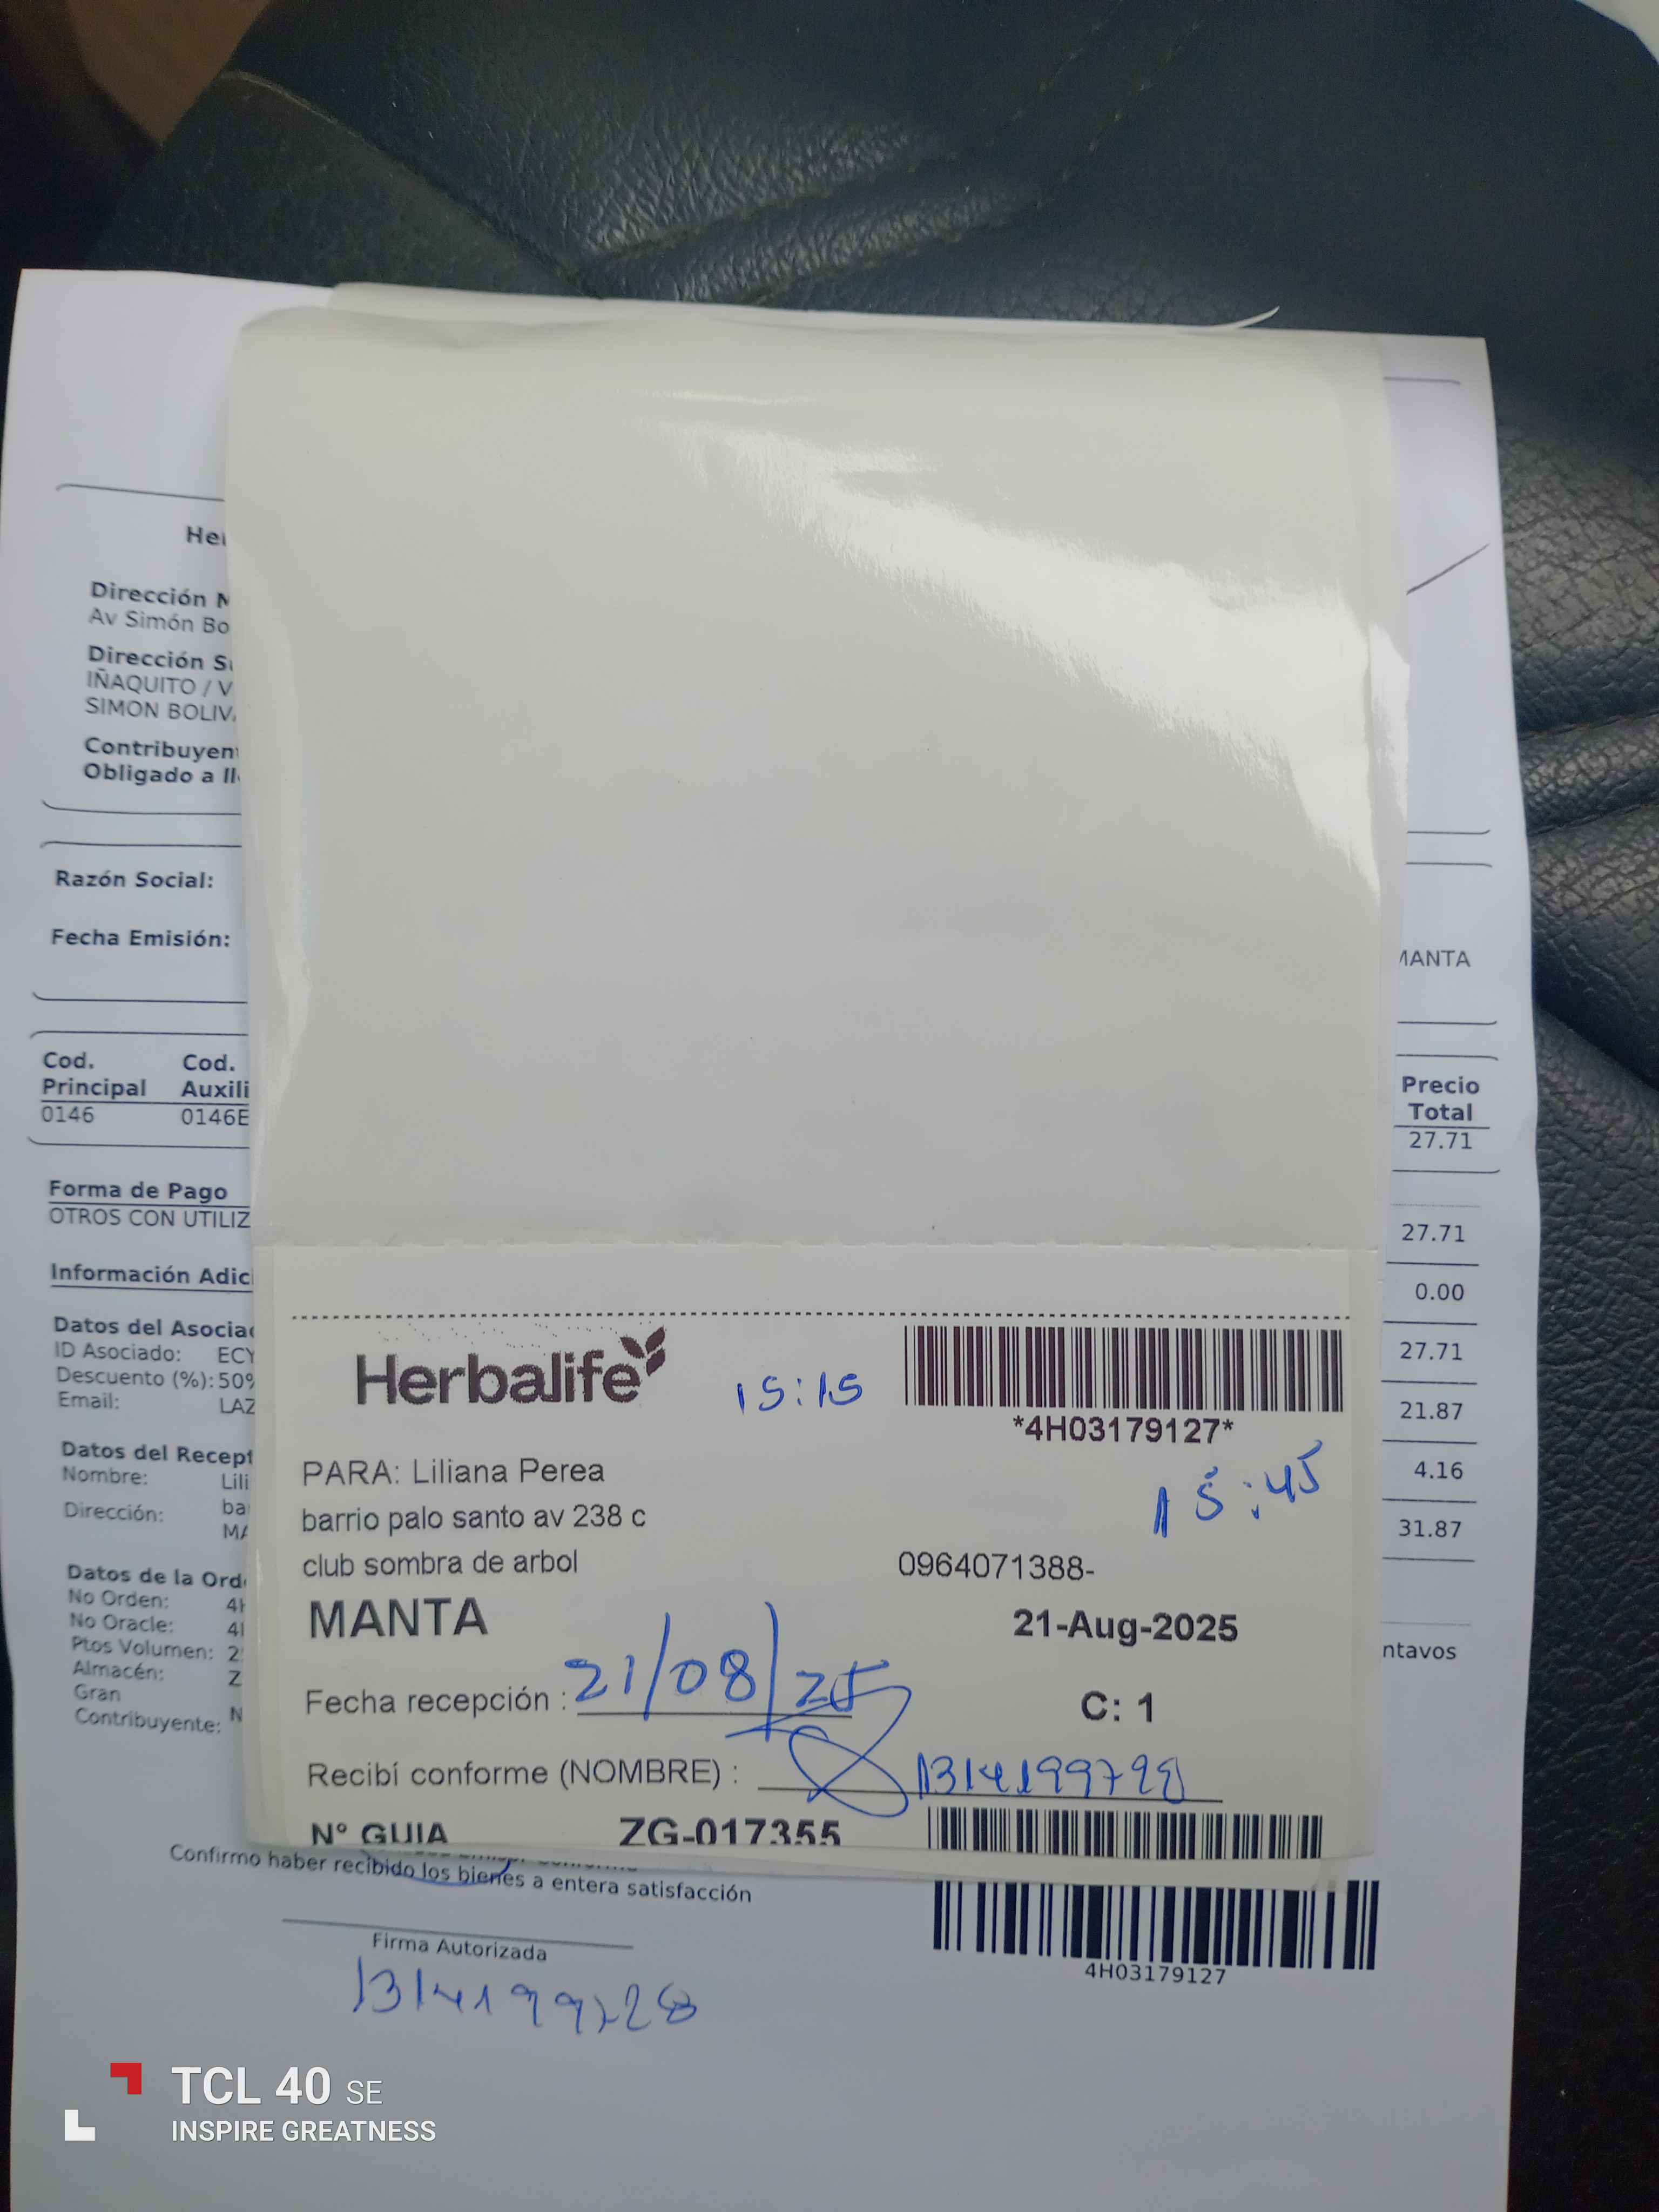 Dirección
Av Simón Bo
Dirección
IÑAQUITO / V
SIMON BOLIV
Contribuyen
Obligado a
Razón Social:
Fecha Emisión:
MANTA
Cod. Cod. Precio
Principal Auxili Total
0146 0146E 27.71
Forma de Pago
OTROS CON UTILIZ 27.71
0.00
Información Adic
27.71
Datos del Asocia
ID Asociado: ECY
Descuento (%): 50%
Email: LAZ
21.87
Datos del Recept
Nombre: Lili
4.16
Dirección: ba
MA
31.87
Datos de la Ord
No Orden: 4H
No Oracle: 4
Ptos Volumen: 2
ntavos
Almacén: Z
Gran
Contribuyente: N
Herbalife 15:15
*4H03179127*
PARA: Liliana Perea
15:45
barrio palo santo av 238 c
club sombra de arbol 0964071388-
MANTA 21-Aug-2025
Fecha recepción : 21/08/25 C: 1
Recibí conforme (NOMBRE) : 1314199728
N° GUIA ZG-017355
Confirmo haber recibido los bienes a entera satisfacción
Firma Autorizada
4H03179127
1314199728
TCL 40 SE
INSPIRE GREATNESS